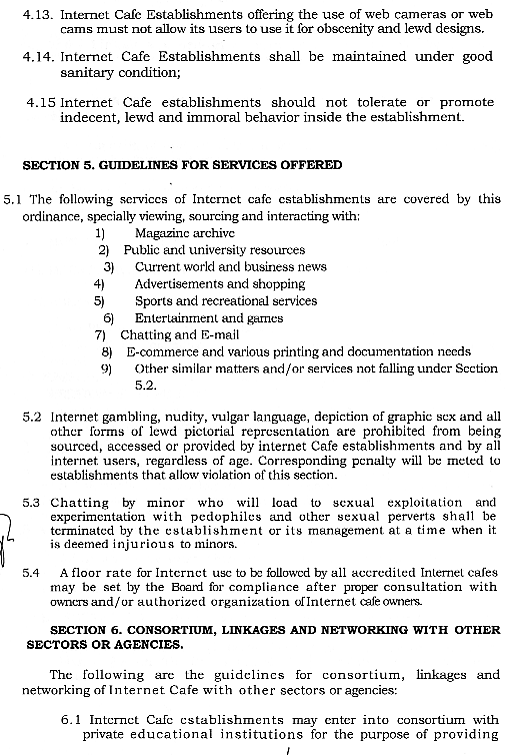 4.13. Internet Cafe Establishments offering the use of web cameras or web
cams must not allow its users to use it for obscenity and lewd designs.
4.14. Internet Cafe Establishments shall be maintained under good
sanitary condition;
4.15 Internet Cafe establishments should not tolerate or promote
indecent, lewd and immoral behavior inside the establishment.
SECTION 5. GUIDELINES FOR SERVICES OFFERED
5.1 The following services of Internet cafe establishments are covered by this
ordinance, specially viewing, sourcing and interacting with:
1) Magazine archive
2) Public and university resources
3) Current world and business news
4) Advertisements and shopping
5) Sports and recreational services
6) Entertainment and games
7) Chatting and E-mail
8) E-commerce and various printing and documentation needs
9) Other similar matters and/or services not falling under Section
5.2.
5.2 Internet gambling, nudity, vulgar language, depiction of graphic sex and all
other forms of lewd pictorial representation are prohibited from being
sourced, accessed or provided by internet Cafe establishments and by all
internet users, regardless of age. Corresponding penalty will be meted to
establishments that allow violation of this section.
5.3 Chatting by minor who will load to sexual exploitation and
experimentation with pedophiles and other sexual perverts shall be
terminated by the establishment or its management at a time when it
is deemed injurious to minors.
5.4 A floor rate for Internet use to be followed by all accredited Internet cafes
may be set by the Board for compliance after proper consultation with
owners and/or authorized organization of Internet cafe owners.
SECTION 6. CONSORTIUM, LINKAGES AND NETWORKING WITH OTHER
SECTORS OR AGENCIES.
The following are the guidelines for consortium, linkages and
networking of Internet Cafe with other sectors or agencies:
6.1 Internet Cafe establishments may enter into consortium with
private educational institutions for the purpose of providing